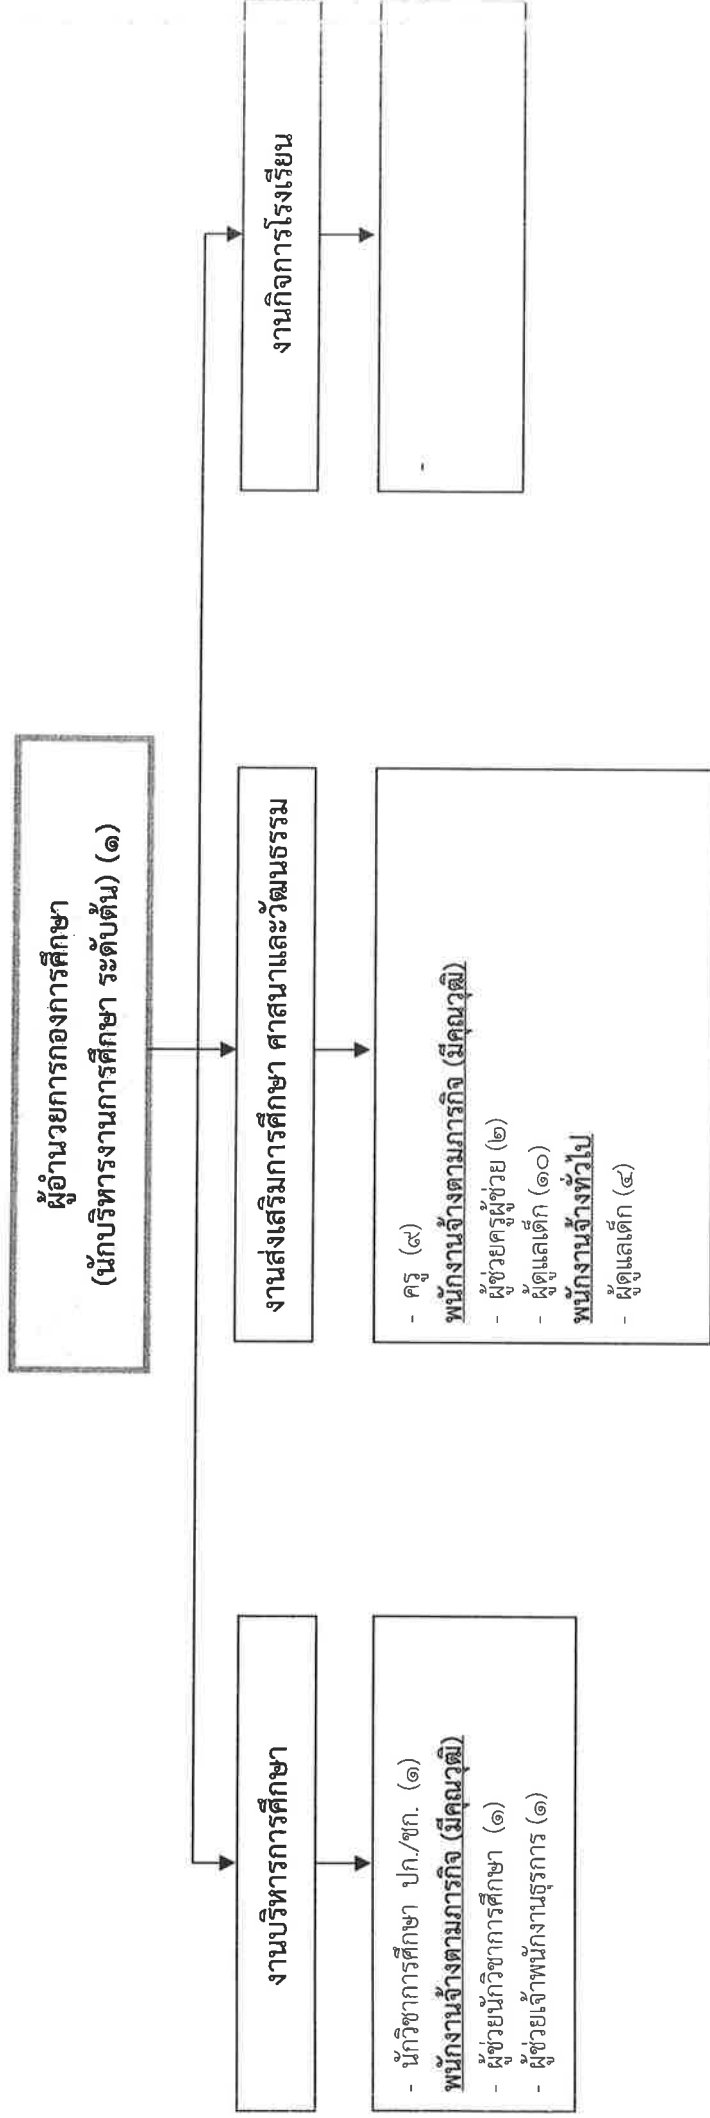 ผู้อำนวยการกองการศึกษา
(นักบริหารงานการศึกษา ระดับต้น) (๑)
งานบริหารการศึกษา
- นักวิชาการศึกษา ปก./ชก. (๑)
พนักงานจ้างตามภารกิจ (มีคุณวุฒิ)
- ผู้ช่วยนักวิชาการศึกษา (๑)
- ผู้ช่วยเจ้าพนักงานธุรการ (๑)
งานส่งเสริมการศึกษา ศาสนาและวัฒนธรรม
- ครู (๙)
พนักงานจ้างตามภารกิจ (มีคุณวุฒิ)
- ผู้ช่วยครูผู้ช่วย (๒)
- ผู้ดูแลเด็ก (๑๐)
พนักงานจ้างทั่วไป
- ผู้ดูแลเด็ก (๔)
งานกิจการโรงเรียน
-